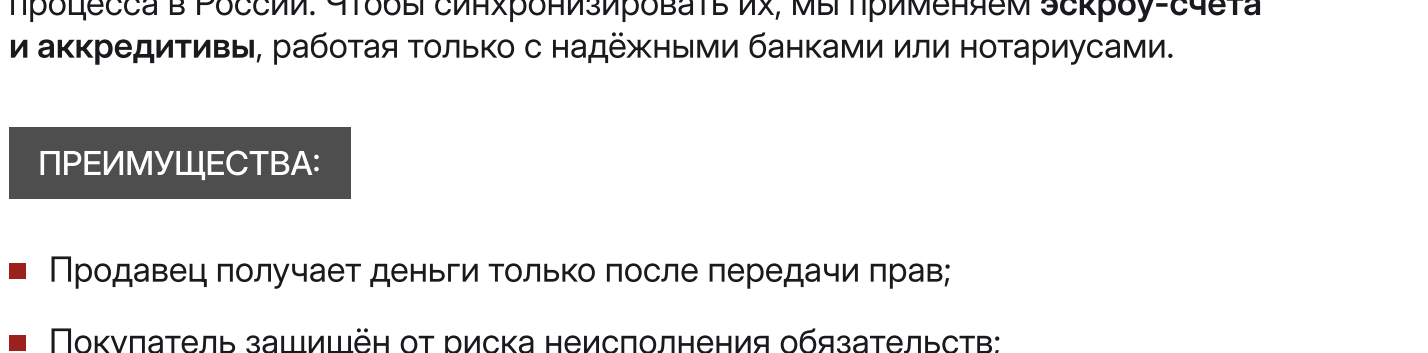 процесса в России. Чтобы синхронизировать их, мы применяем эскроу-счета
и аккредитивы, работая только с надёжными банками или нотариусами.
ПРЕИМУЩЕСТВА:
Продавец получает деньги только после передачи прав;
Покупатель защищён от риска неисполнения обязательств;